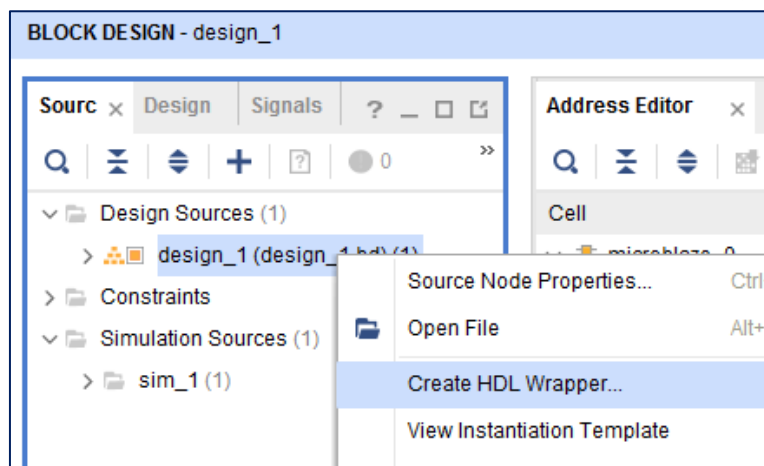 BLOCK DESIGN - design_1
Sourc × Design Signals ? Address Editor ×
0 »
Design Sources (1) Cell
design_1 (design_1.bd) (1) microblaze_0
Source Node Properties... Ctrl
Constraints
Open File Alt+
Simulation Sources (1)
sim_1 (1) Create HDL Wrapper...
View Instantiation Template